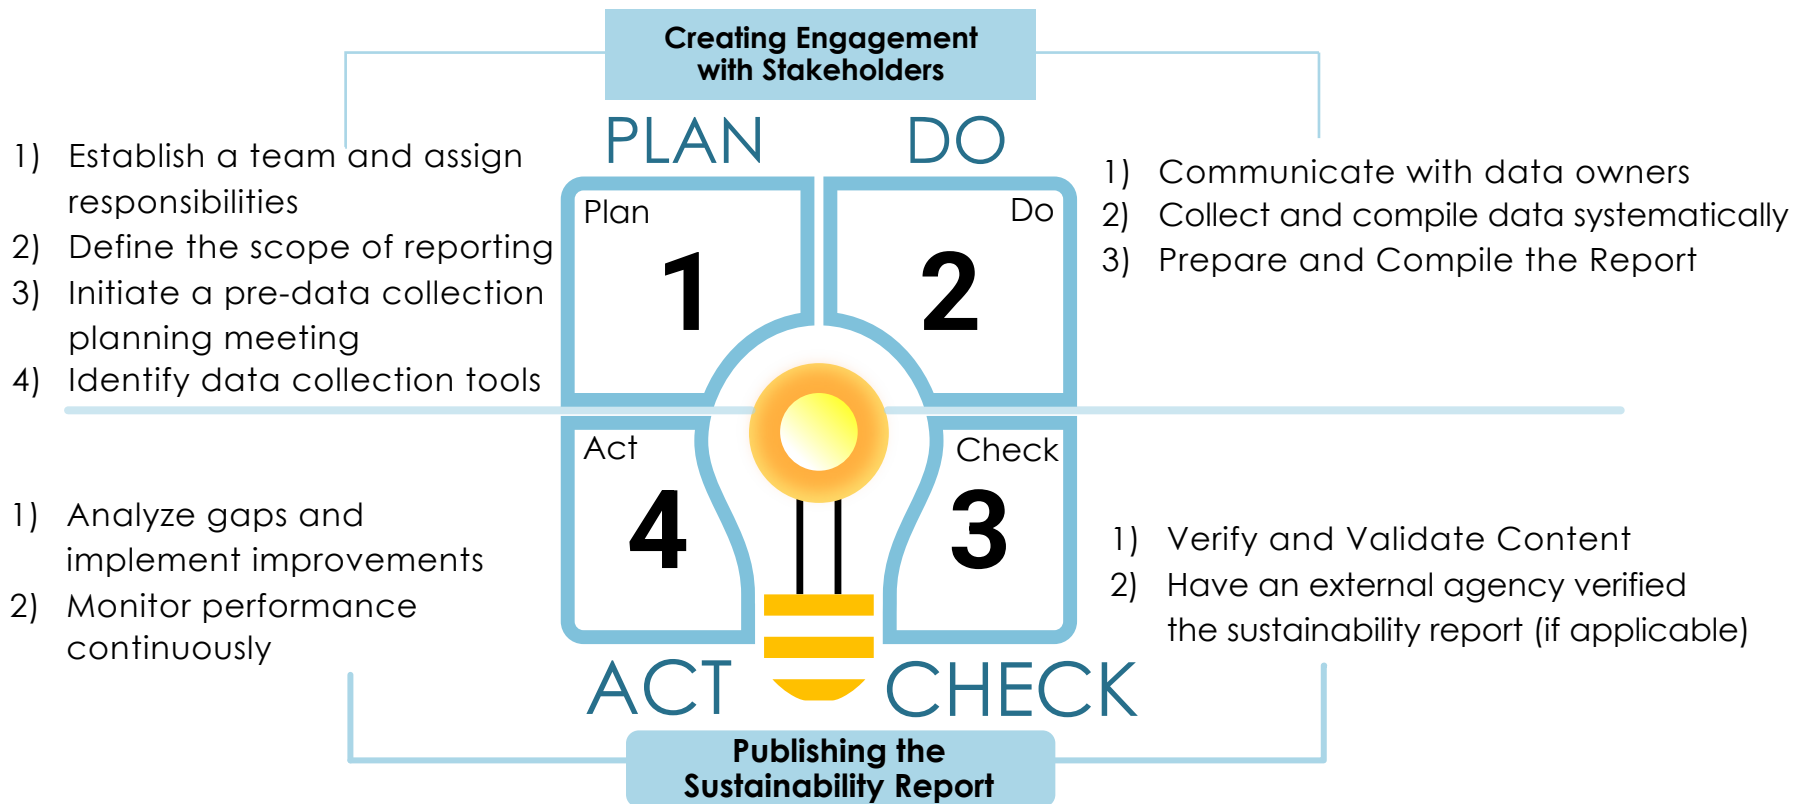 Creating Engagement
with Stakeholders
PLAN
DO
1) Establish a team and assign
responsibilities
2) Define the scope of reporting
3) Initiate a pre-data collection
planning meeting
4) Identify data collection tools
Plan
1
Do
2
1) Communicate with data owners
2) Collect and compile data systematically
3) Prepare and Compile the Report
1) Analyze gaps and
implement improvements
2) Monitor performance
continuously
Act
4
Check
3
1) Verify and Validate Content
2) Have an external agency verified
the sustainability report (if applicable)
ACT
CHECK
Publishing the
Sustainability Report